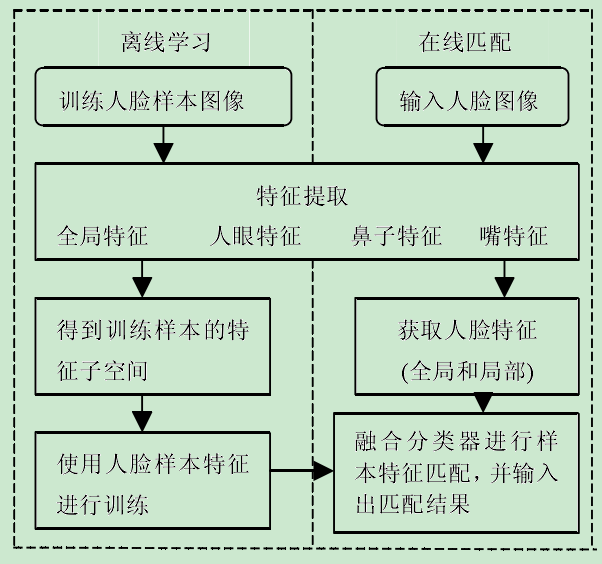 离线学习
在线匹配
训练人脸样本图像
输入人脸图像
特征提取
全局特征 人眼特征 鼻子特征 嘴特征
得到训练样本的特
征子空间
获取人脸特征
(全局和局部)
使用人脸样本特征
进行训练
融合分类器进行样
本特征匹配，并输入
出匹配结果